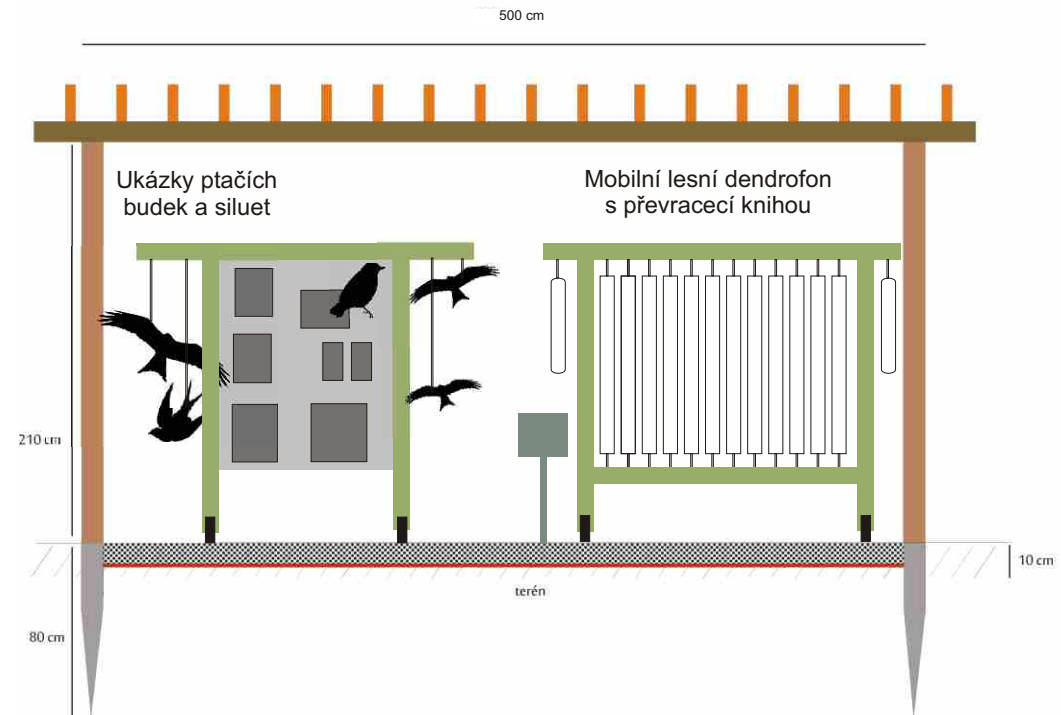 500 cm
Ukázky ptačích
budek a siluet
Mobilní lesní dendrofon
s převracecí knihou
210 cm
10 cm
terén
80 cm